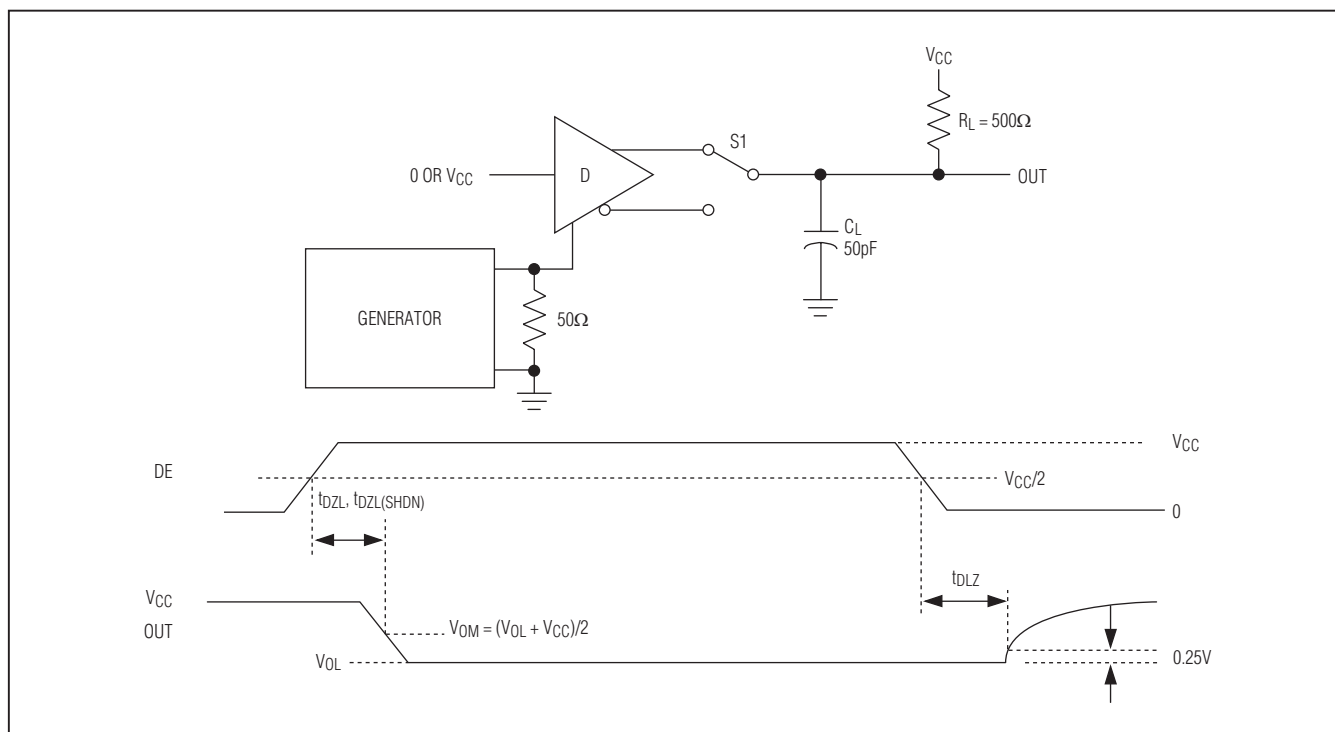 VCC
RL = 500Ω
S1
0 OR VCC
D
OUT
CL
50pF
GENERATOR
50Ω
VCC
DE
VCC/2
tDZL, tDZL(SHDN)
0
tDLZ
VCC
OUT
VOM = (VOL + VCC)/2
VOL
0.25V